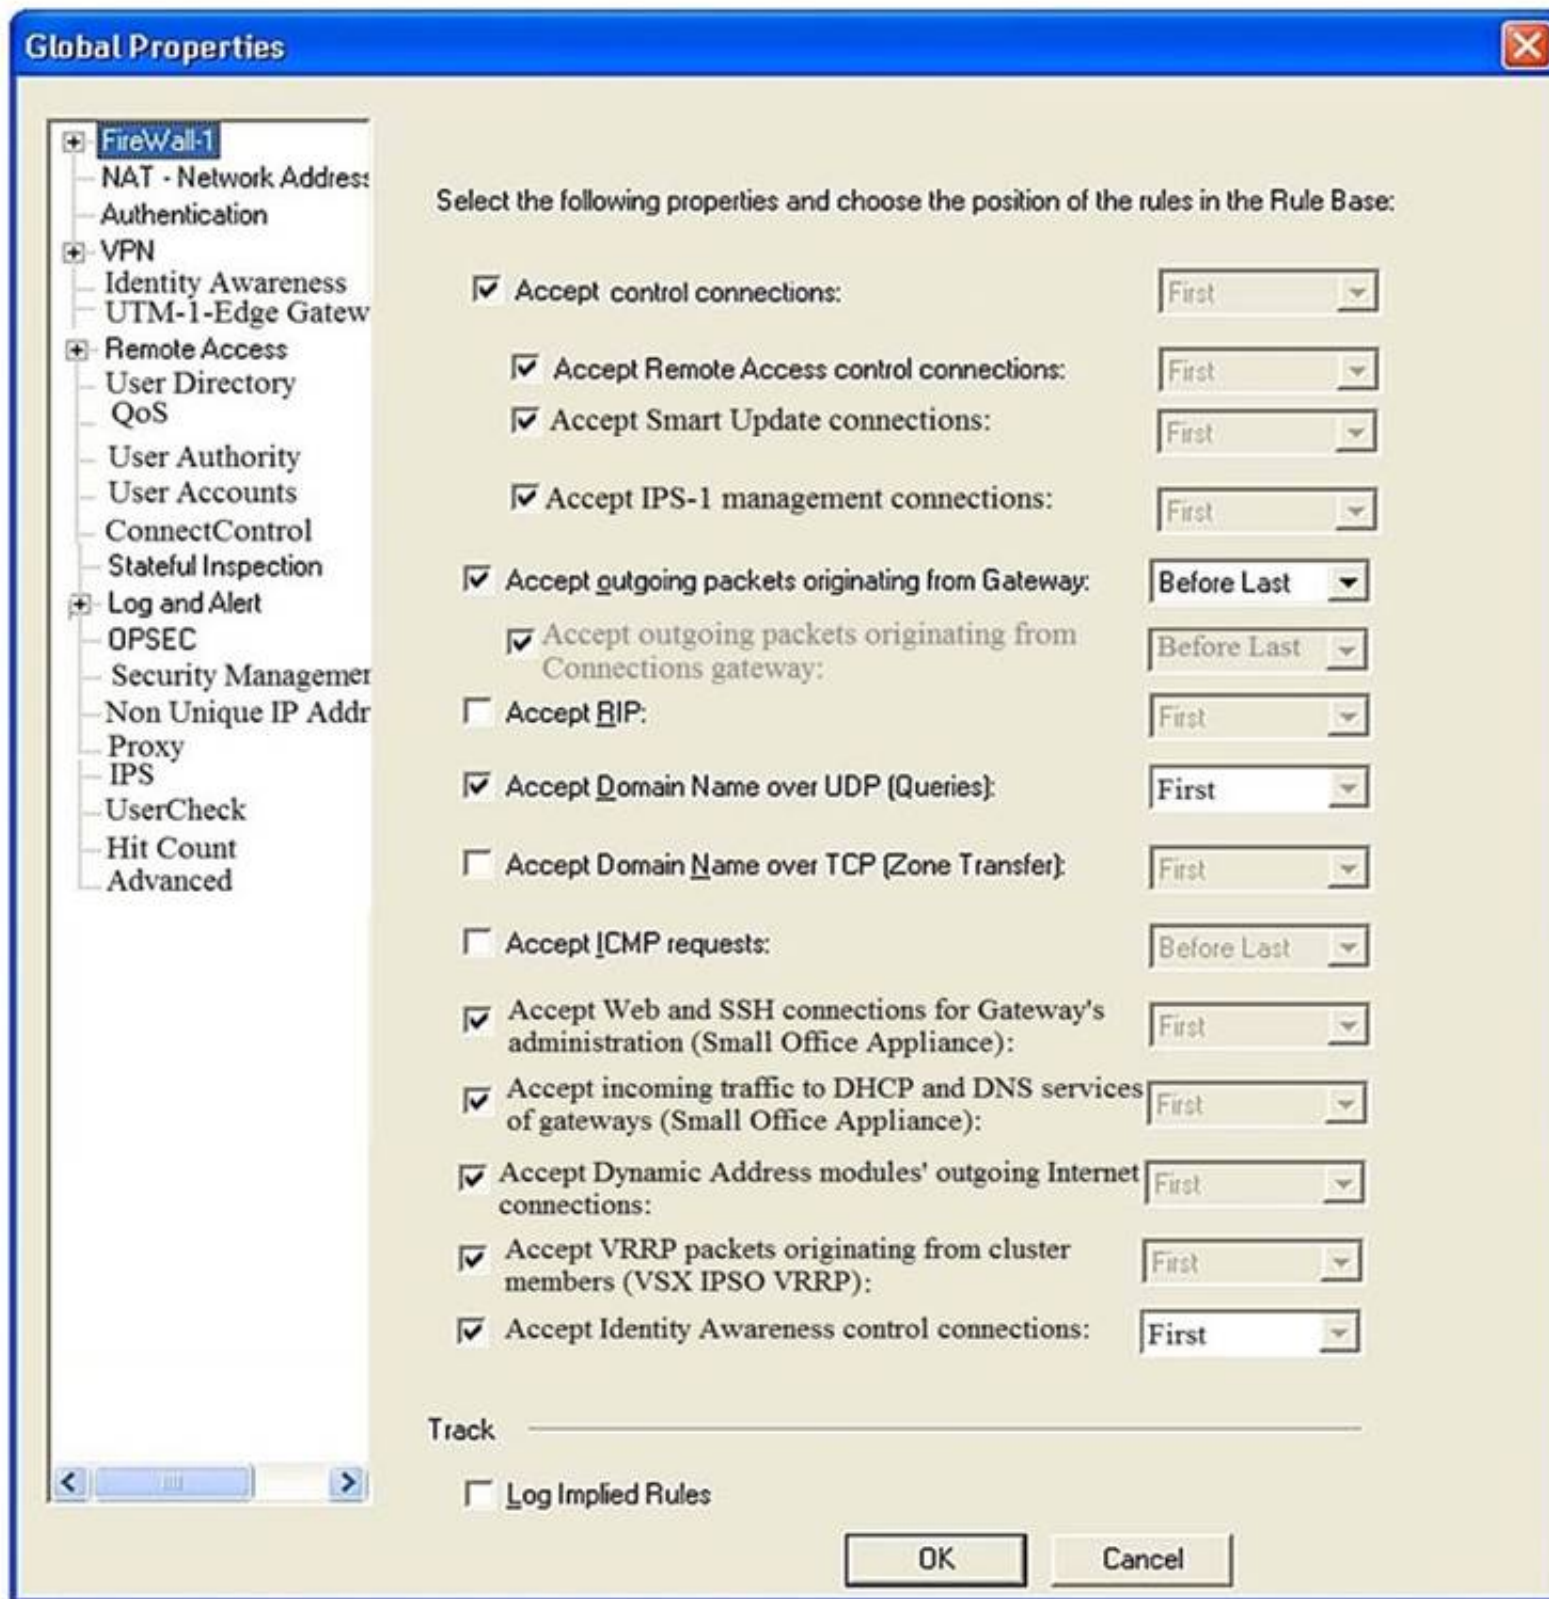 Global Properties
FireWall-1
NAT - Network Address
Authentication
VPN
Identity Awareness
UTM-1-Edge Gatew
Remote Access
User Directory
QoS
User Authority
User Accounts
ConnectControl
Stateful Inspection
Log and Alert
OPSEC
Security Managemer
Non Unique IP Addr
Proxy
IPS
UserCheck
Hit Count
Advanced
Select the following properties and choose the position of the rules in the Rule Base:
Accept control connections: First
Accept Remote Access control connections: First
Accept Smart Update connections: First
Accept IPS-1 management connections: First
Accept outgoing packets originating from Gateway: Before Last
Accept outgoing packets originating from
Connections gateway: Before Last
Accept RIP: First
Accept Domain Name over UDP (Queries): First
Accept Domain Name over TCP (Zone Transfer): First
Accept ICMP requests: Before Last
Accept Web and SSH connections for Gateway's
administration (Small Office Appliance): First
Accept incoming traffic to DHCP and DNS services
of gateways (Small Office Appliance): First
Accept Dynamic Address modules' outgoing Internet
connections: First
Accept VRRP packets originating from cluster
members (VSX IPSO VRRP): First
Accept Identity Awareness control connections: First
Track
Log Implied Rules
OK Cancel